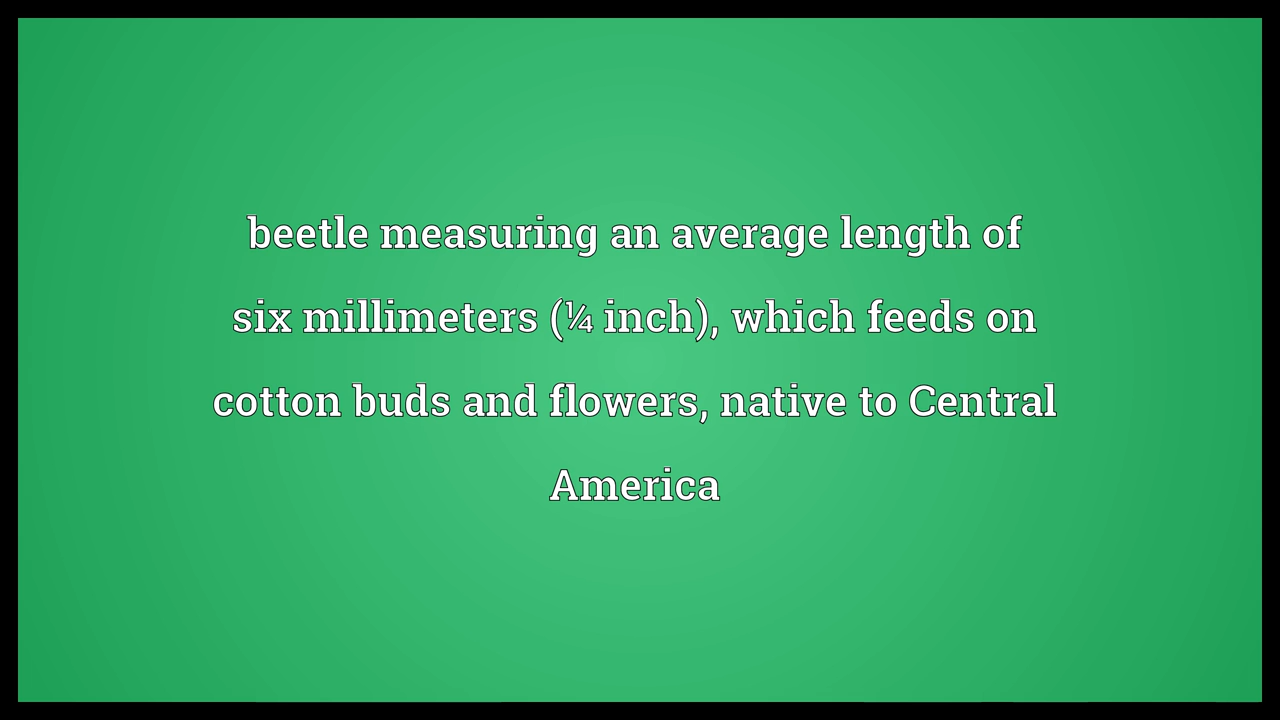 beetle measuring an average length of
six millimeters (¼ inch), which feeds on
cotton buds and flowers, native to Central
America